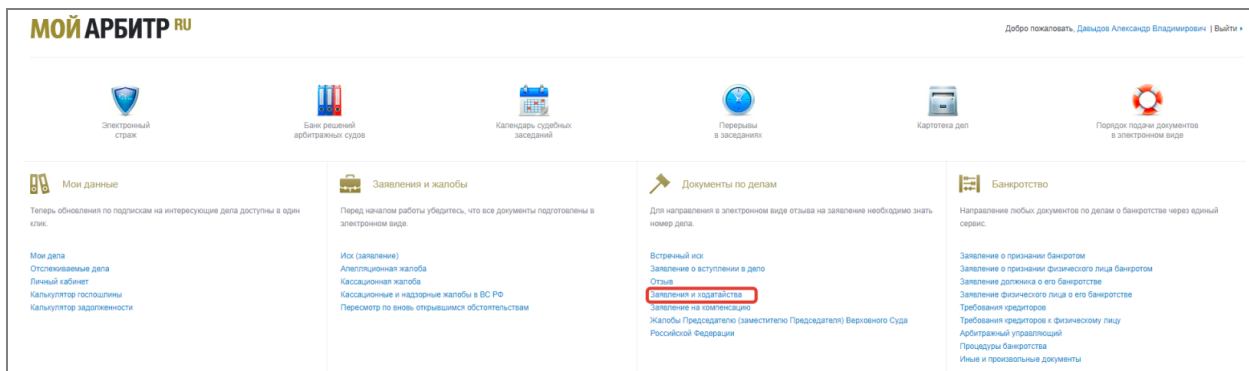 МОЙ АРБИТР RU
Добро пожаловать, Давыдов Александр Владимирович | Выйти
Электронный
страж
Банк решений
арбитражных судов
Календарь судебных
заседаний
Перерывы
в заседаниях
Картотека дел
Порядок подачи документов
в электронном виде
Мои данные
Теперь обновления по подпискам на интересующие дела доступны в один
клик.
Мои дела
Отслеживаемые дела
Личный кабинет
Калькулятор госпошлины
Калькулятор задолженности
Заявления и жалобы
Перед началом работы убедитесь, что все документы подготовлены в
электронном виде.
Иск (заявление)
Апелляционная жалоба
Кассационная жалоба
Кассационные и надзорные жалобы в ВС РФ
Пересмотр по вновь открывшимся обстоятельствам
Документы по делам
Для направления в электронном виде отзыва на заявление необходимо знать
номер дела.
Встречный иск
Заявление о вступлении в дело
Отзыв
Заявления и ходатайства
Заявление на компенсацию
Жалобы Председателю (заместителю Председателя) Верховного Суда
Российской Федерации
Банкротство
Направление любых документов по делам о банкротстве через единый
сервис.
Заявление о признании банкротом
Заявление о признании физического лица банкротом
Заявление должника о его банкротстве
Заявление физического лица о его банкротстве
Требования кредиторов
Требования кредиторов к физическому лицу
Арбитражный управляющий
Процедуры банкротства
Иные и произвольные документы